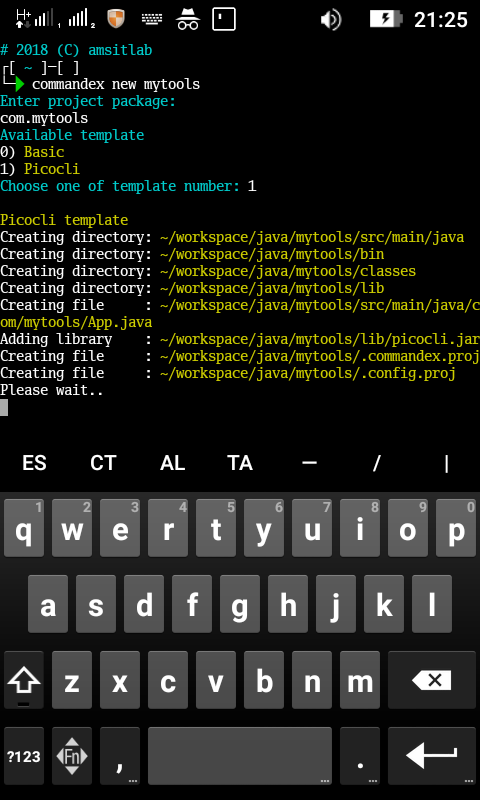 H+ 1 2 21:25
# 2018 (C) amsitlab
┌[ ~ ]─[ ]
└─▶ commandex new mytools
Enter project package:
com.mytools
Available template
0) Basic
1) Picocli
Choose one of template number: 1
Picocli template
Creating directory: ~/workspace/java/mytools/src/main/java
Creating directory: ~/workspace/java/mytools/bin
Creating directory: ~/workspace/java/mytools/classes
Creating directory: ~/workspace/java/mytools/lib
Creating file     : ~/workspace/java/mytools/src/main/java/c
om/mytools/App.java
Adding library    : ~/workspace/java/mytools/lib/picocli.jar
Creating file     : ~/workspace/java/mytools/.commandex.proj
Creating file     : ~/workspace/java/mytools/.config.proj
Please wait..
ES CT AL TA — / |
1 2 3 4 5 6 7 8 9 0
q w e r t y u i o p
a s d f g h j k l
z x c v b n m
?123 Fn , ... ... . ... ...